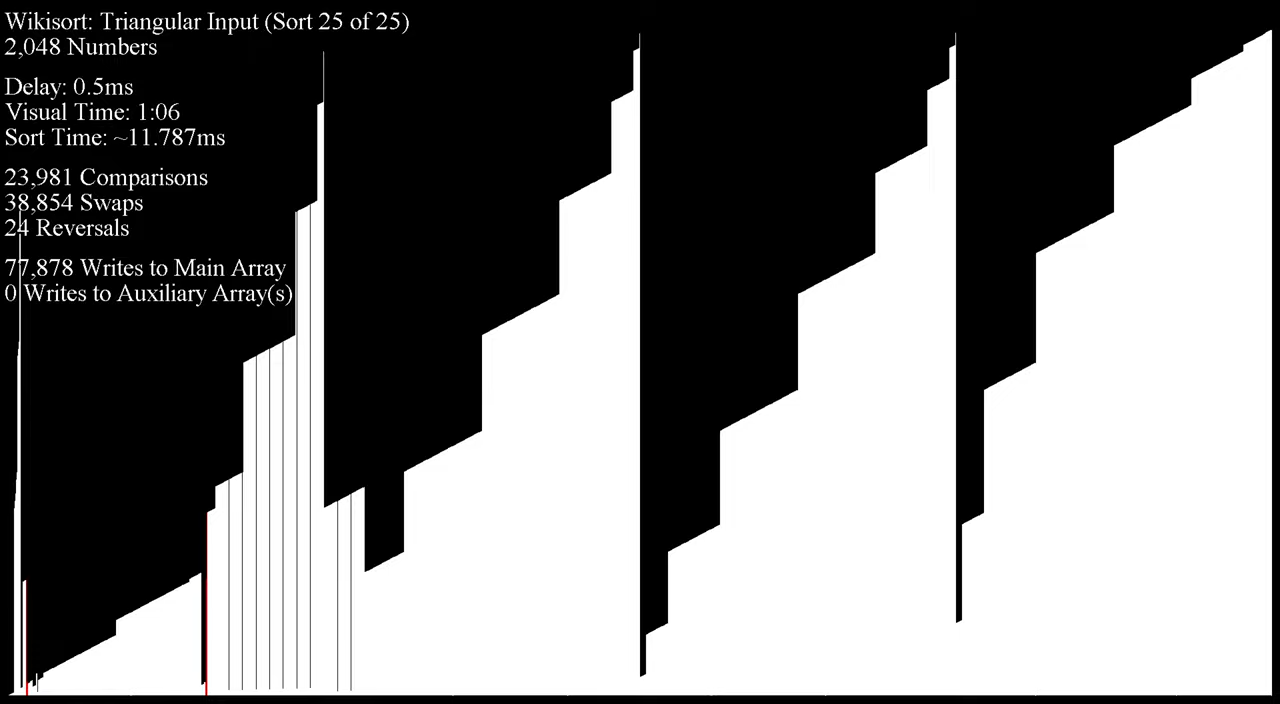 Wikisort: Triangular Input (Sort 25 of 25)
2,048 Numbers
Delay: 0.5ms
Visual Time: 1:06
Sort Time: ~11.787ms
23,981 Comparisons
38,854 Swaps
24 Reversals
77,878 Writes to Main Array
0 Writes to Auxiliary Array(s)